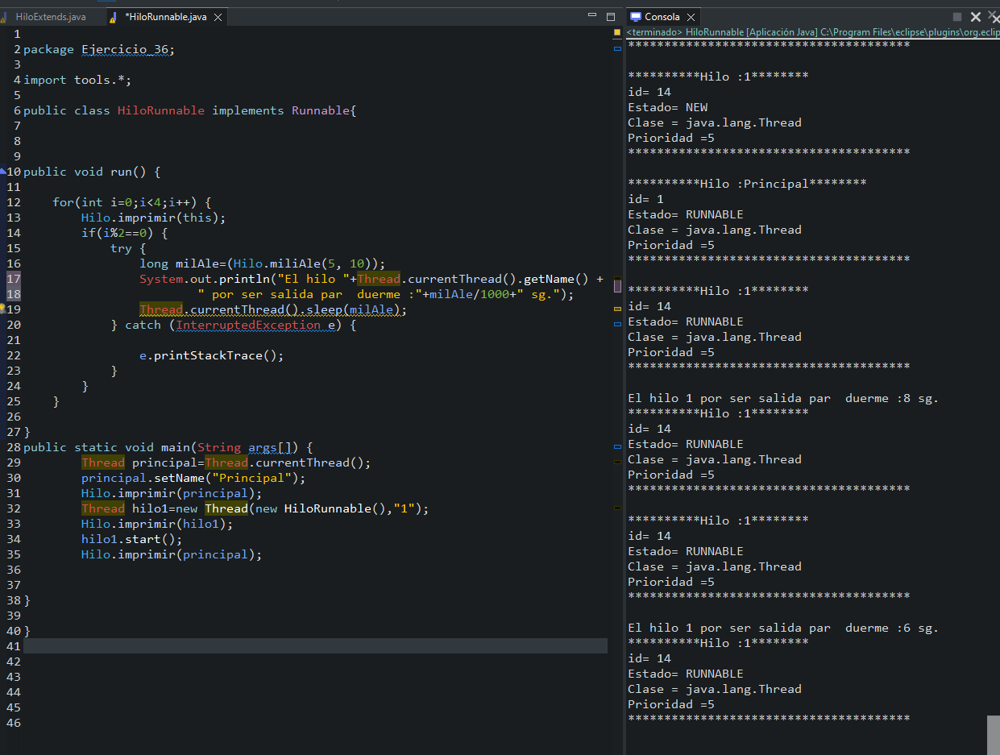 HiloExtends.java
*HiloRunnable.java
1
2 package Ejercicio_36;
3
4 import tools.*;
5
6 public class HiloRunnable implements Runnable{
7
8
9
10 public void run() {
11
12     for(int i=0;i<4;i++) {
13         Hilo.imprimir(this);
14         if(i%2==0) {
15             try {
16                 long milAle=(Hilo.miliAle(5, 10));
17                 System.out.println("El hilo "+Thread.currentThread().getName() +
18                         " por ser salida par  duerme :"+milAle/1000+" sg.");
19                 Thread.currentThread().sleep(milAle);
20             } catch (InterruptedException e) {
21
22                 e.printStackTrace();
23             }
24         }
25     }
26
27 }
28 public static void main(String args[]) {
29         Thread principal=Thread.currentThread();
30         principal.setName("Principal");
31         Hilo.imprimir(principal);
32         Thread hilo1=new Thread(new HiloRunnable(),"1");
33         Hilo.imprimir(hilo1);
34         hilo1.start();
35         Hilo.imprimir(principal);
36
37
38 }
39
40 }
41
42
43
44
45
46
Consola
<terminado> HiloRunnable [Aplicación Java] C:\Program Files\eclipse\plugins\org.eclip
***************************************
**********Hilo :1********
id= 14
Estado= NEW
Clase = java.lang.Thread
Prioridad =5
***************************************
**********Hilo :Principal********
id= 1
Estado= RUNNABLE
Clase = java.lang.Thread
Prioridad =5
***************************************
**********Hilo :1********
id= 14
Estado= RUNNABLE
Clase = java.lang.Thread
Prioridad =5
***************************************
El hilo 1 por ser salida par  duerme :8 sg.
**********Hilo :1********
id= 14
Estado= RUNNABLE
Clase = java.lang.Thread
Prioridad =5
***************************************
**********Hilo :1********
id= 14
Estado= RUNNABLE
Clase = java.lang.Thread
Prioridad =5
***************************************
El hilo 1 por ser salida par  duerme :6 sg.
**********Hilo :1********
id= 14
Estado= RUNNABLE
Clase = java.lang.Thread
Prioridad =5
***************************************